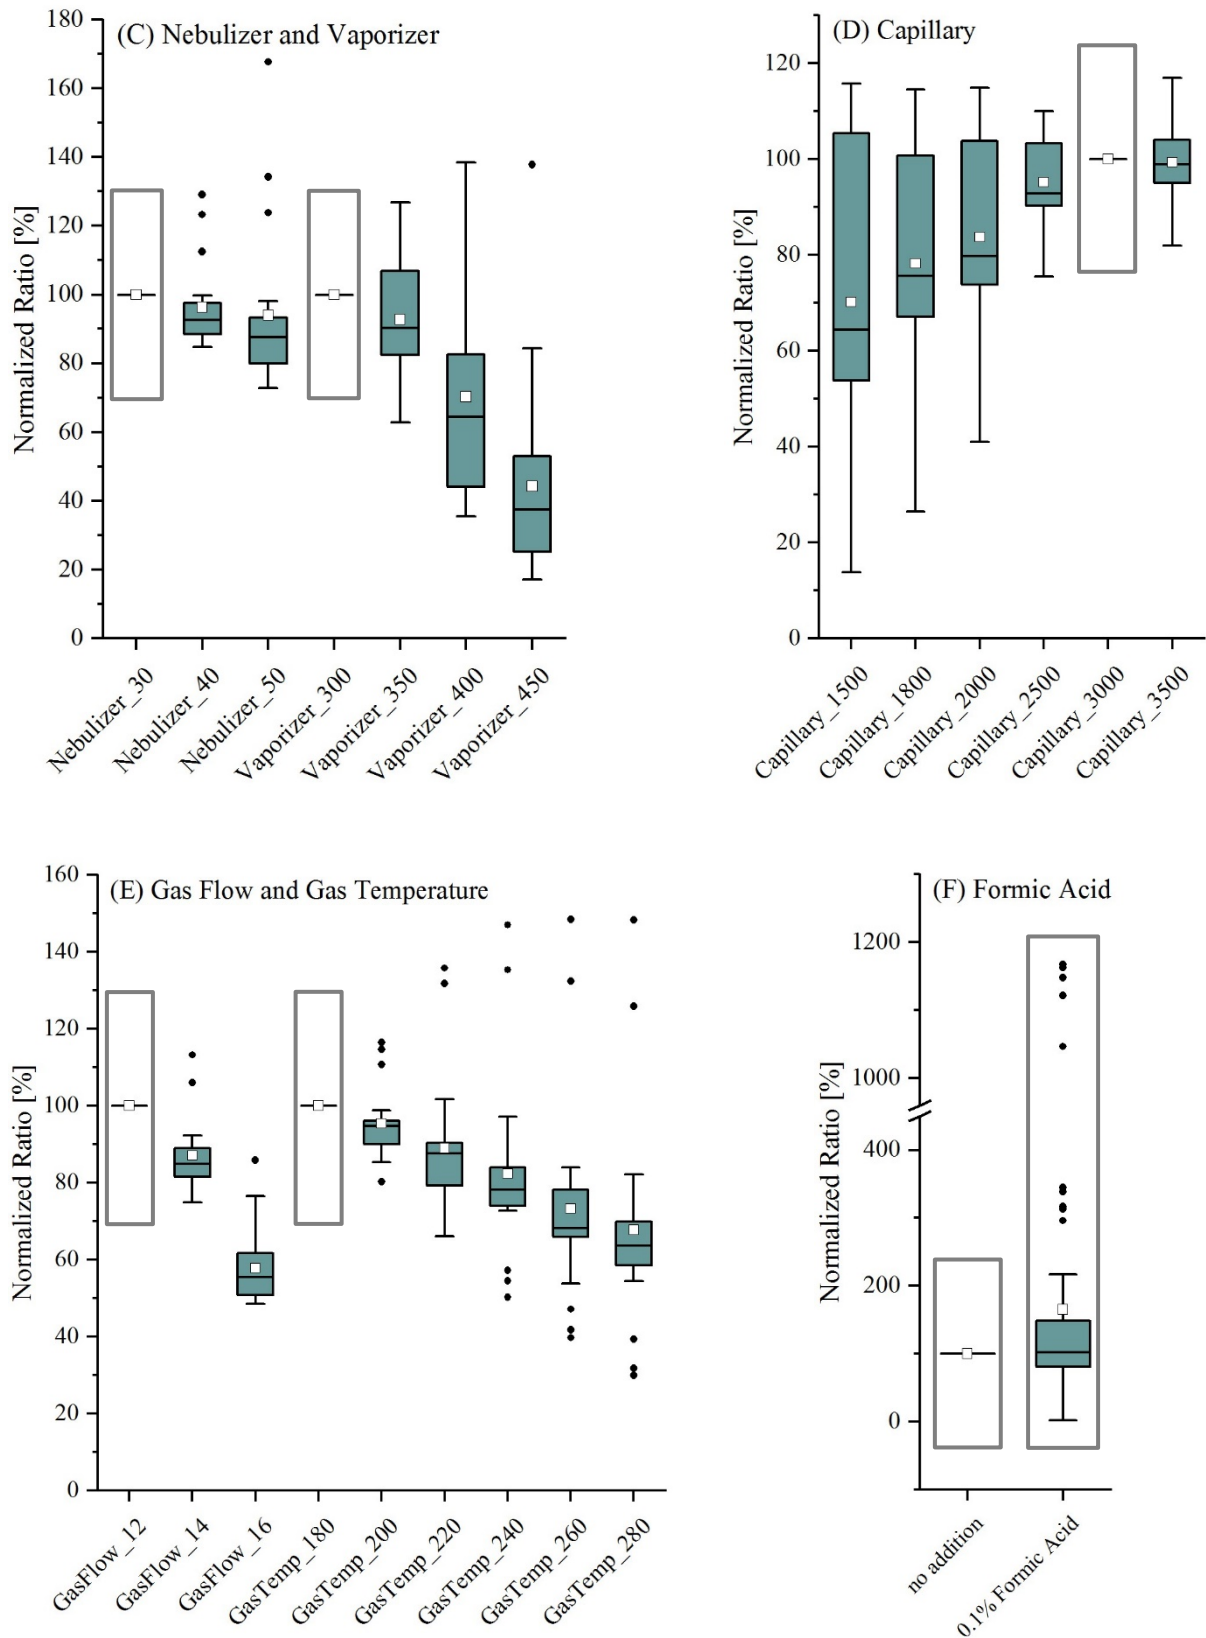 (C) Nebulizer and Vaporizer
Normalized Ratio [%]
180
160
140
120
100
80
60
40
20
0
Nebulizer_30
Nebulizer_40
Nebulizer_50
Vaporizer_300
Vaporizer_350
Vaporizer_400
Vaporizer_450
(D) Capillary
Normalized Ratio [%]
120
100
80
60
40
20
0
Capillary_1500
Capillary_1800
Capillary_2000
Capillary_2500
Capillary_3000
Capillary_3500
(E) Gas Flow and Gas Temperature
Normalized Ratio [%]
160
140
120
100
80
60
40
20
0
GasFlow_12
GasFlow_14
GasFlow_16
GasTemp_180
GasTemp_200
GasTemp_220
GasTemp_240
GasTemp_260
GasTemp_280
(F) Formic Acid
Normalized Ratio [%]
1200
1000
400
200
0
no addition
0.1% Formic Acid